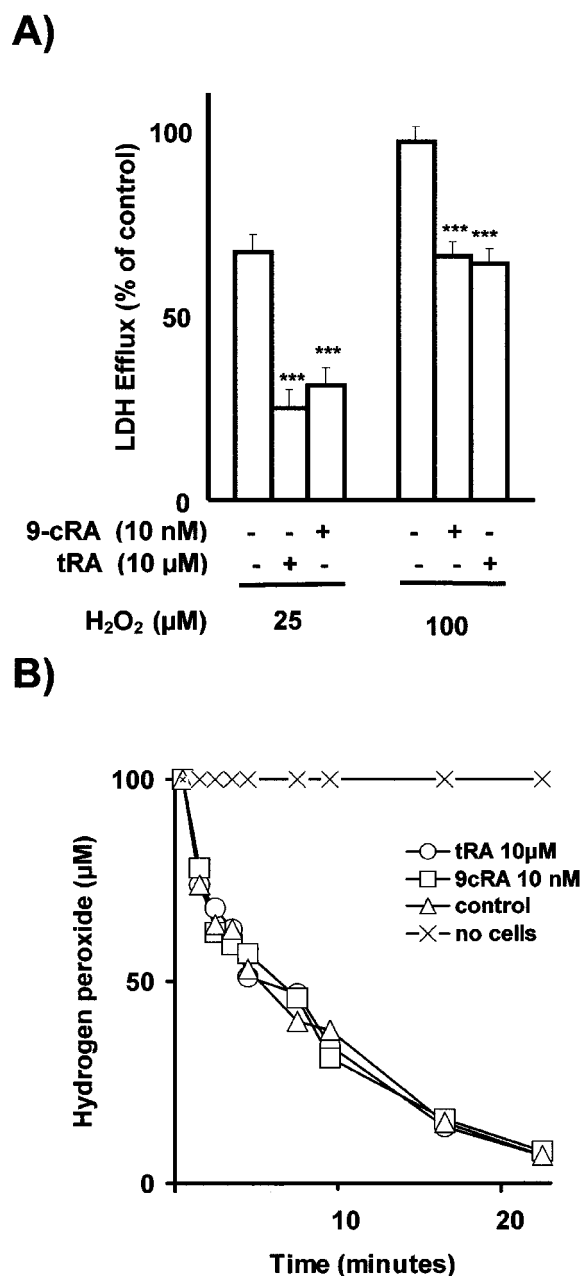 A)
LDH Efflux (% of control)
100
50
0
*** *** *** ***
9-cRA (10 nM) - - + - + -
tRA (10 µM) - + - - - +
H₂O₂ (µM) 25 100
B)
Hydrogen peroxide (µM)
100
50
0
tRA 10µM
9cRA 10 nM
control
no cells
10 20
Time (minutes)